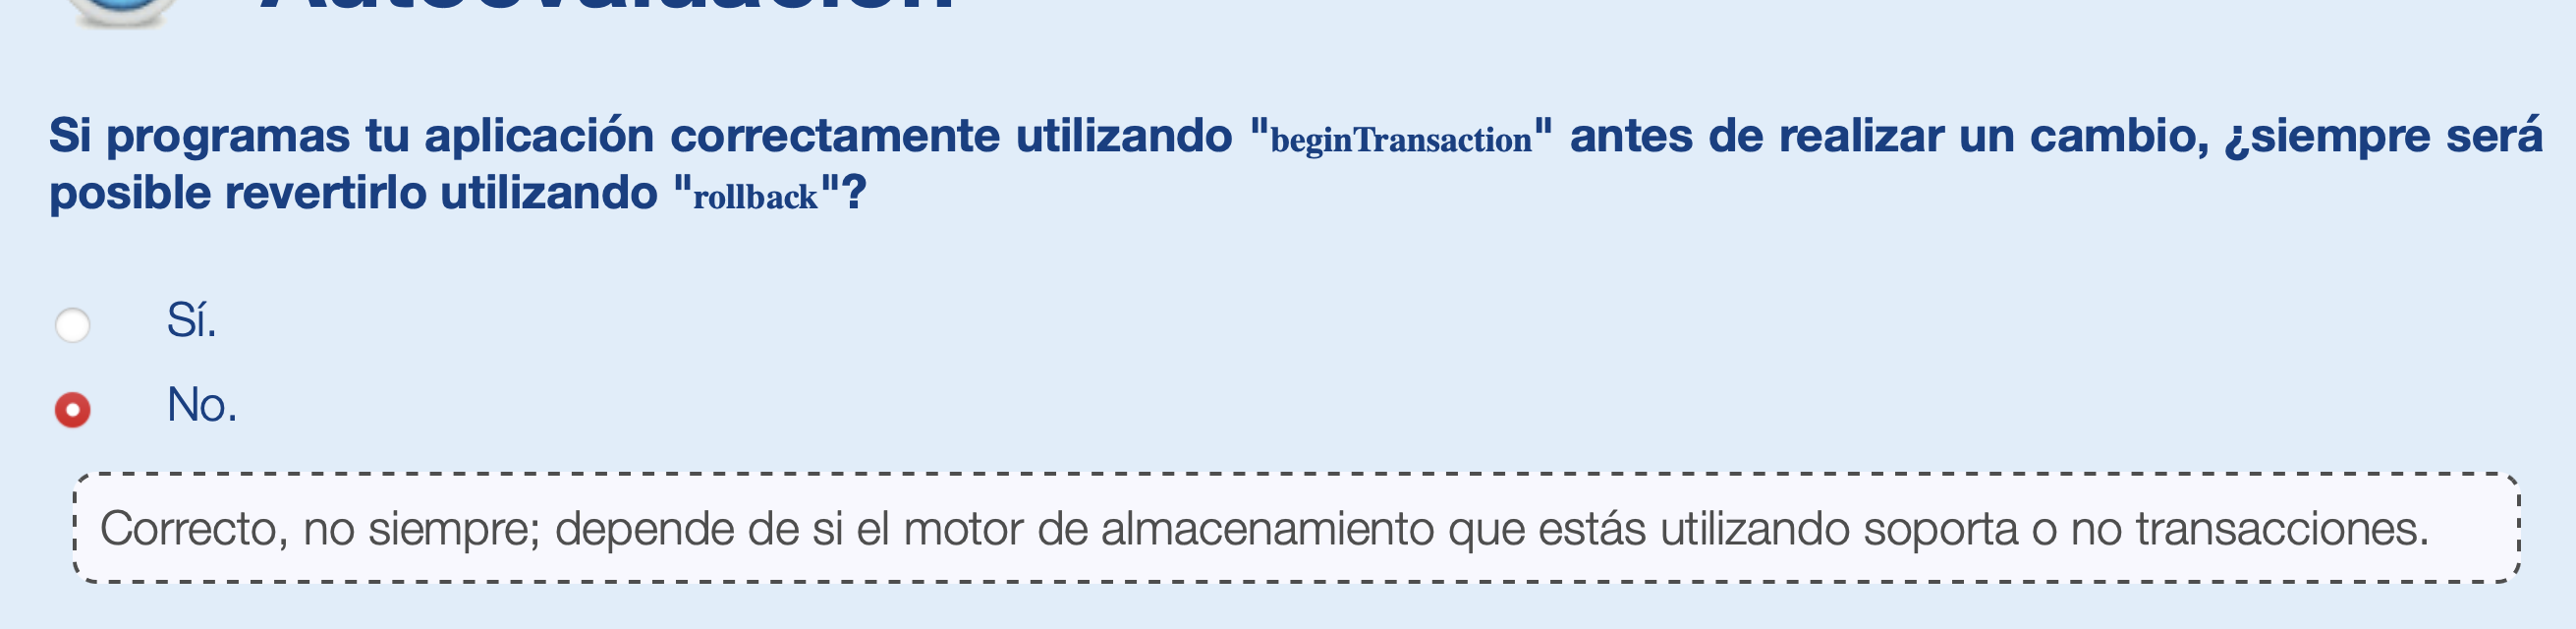 Autoevaluación
Si programas tu aplicación correctamente utilizando "beginTransaction" antes de realizar un cambio, ¿siempre será
posible revertirlo utilizando "rollback"?
Sí.
No.
Correcto, no siempre; depende de si el motor de almacenamiento que estás utilizando soporta o no transacciones.